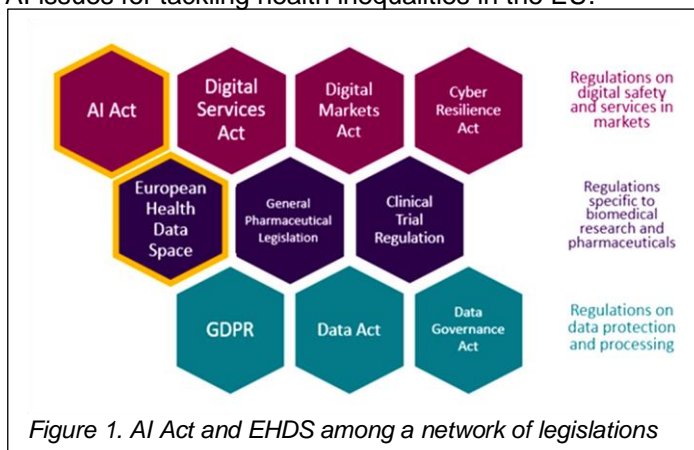 AI issues for tackling health inequalities in the EU.
AI Act
Digital
Services
Act
Digital
Markets
Act
Cyber
Resilience
Act
Regulations on
digital safety
and services in
markets
European
Health
Data
Space
General
Pharmaceutical
Legislation
Clinical
Trial
Regulation
Regulations
specific to
biomedical
research and
pharmaceuticals
GDPR
Data Act
Data
Governance
Act
Regulations on
data protection
and processing
Figure 1. AI Act and EHDS among a network of legislations